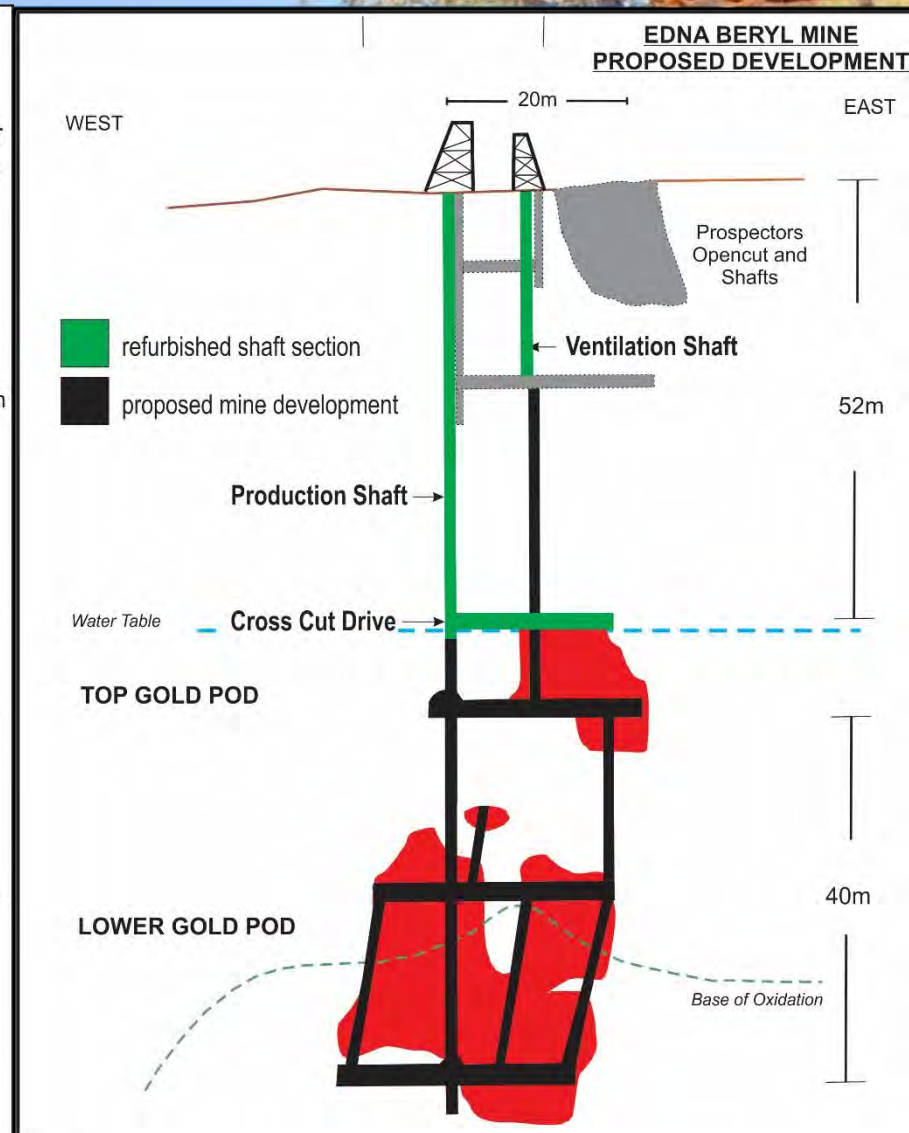 EDNA BERYL MINE
PROPOSED DEVELOPMENT
20m
WEST
EAST
Prospectors
Opencut and
Shafts
refurbished shaft section
Ventilation Shaft
proposed mine development
52m
Production Shaft
Water Table
Cross Cut Drive
TOP GOLD POD
40m
LOWER GOLD POD
Base of Oxidation